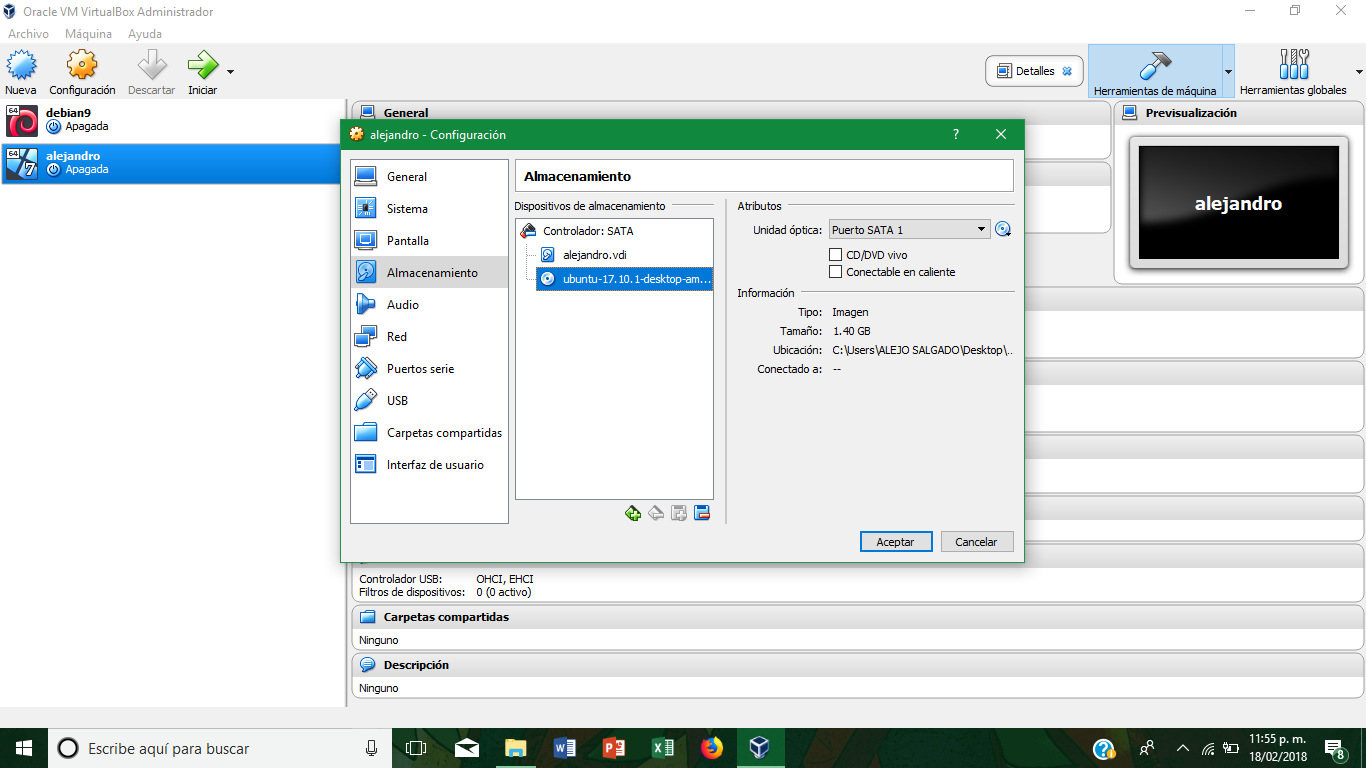 Oracle VM VirtualBox Administrador
Archivo Máquina Ayuda
Nueva Configuración Descartar Iniciar
Detalles
Herramientas de máquina
Herramientas globales
64
debian9
Apagada
64
7
alejandro
Apagada
General
Previsualización
alejandro
alejandro - Configuración
?
General
Sistema
Pantalla
Almacenamiento
Audio
Red
Puertos serie
USB
Carpetas compartidas
Interfaz de usuario
Almacenamiento
Dispositivos de almacenamiento
Controlador: SATA
alejandro.vdi
ubuntu-17.10.1-desktop-am...
Atributos
Unidad óptica: Puerto SATA 1
CD/DVD vivo
Conectable en caliente
Información
Tipo: Imagen
Tamaño: 1.40 GB
Ubicación: C:\Users\ALEJO SALGADO\Desktop\..
Conectado a: --
Aceptar Cancelar
Controlador USB: OHCI, EHCI
Filtros de dispositivos: 0 (0 activo)
Carpetas compartidas
Ninguno
Descripción
Ninguno
Escribe aquí para buscar
11:55 p. m.
18/02/2018
8